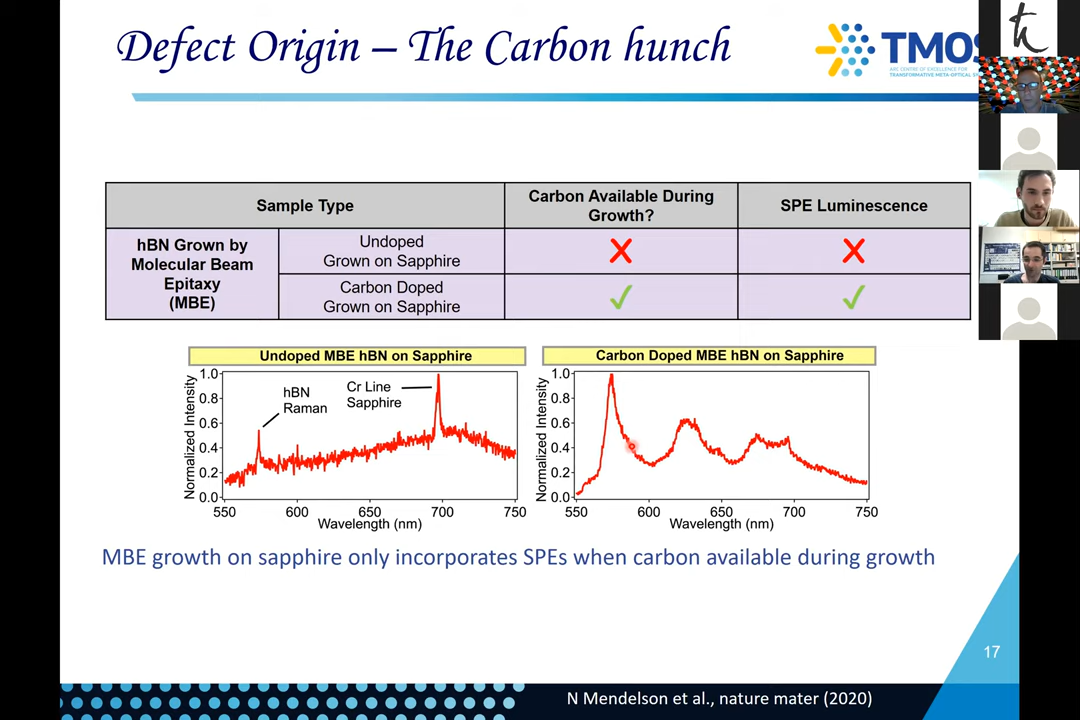 Defect Origin – The Carbon hunch
TMOS
ARC CENTRE OF EXCELLENCE FOR
TRANSFORMATIVE META-OPTICAL
Sample Type
Carbon Available During
Growth?
SPE Luminescence
hBN Grown by
Molecular Beam
Epitaxy
(MBE)
Undoped
Grown on Sapphire
Carbon Doped
Grown on Sapphire
Undoped MBE hBN on Sapphire
Normalized Intensity
1.0
0.8
0.6
0.4
0.2
0.0
hBN
Raman
Cr Line
Sapphire
550
600
650
700
750
Wavelength (nm)
Carbon Doped MBE hBN on Sapphire
Normalized Intensity
1.0
0.8
0.6
0.4
0.2
0.0
550
600
650
700
750
Wavelength (nm)
MBE growth on sapphire only incorporates SPEs when carbon available during growth
17
N Mendelson et al., nature mater (2020)